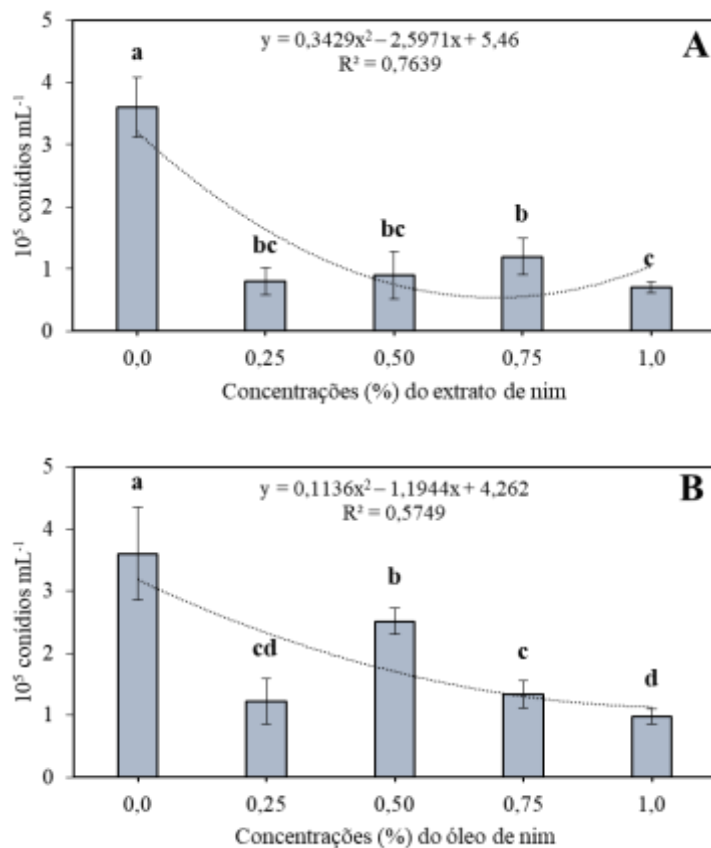 y = 0,3429x² – 2,5971x + 5,46
R² = 0,7639
A
5
4
3
2
1
0
10⁵ conídios mL⁻¹
a
bc
bc
b
c
0,0 0,25 0,50 0,75 1,0
Concentrações (%) do extrato de nim
y = 0,1136x² – 1,1944x + 4,262
R² = 0,5749
B
5
4
3
2
1
0
10⁵ conídios mL⁻¹
a
cd
b
c
d
0,0 0,25 0,50 0,75 1,0
Concentrações (%) do óleo de nim